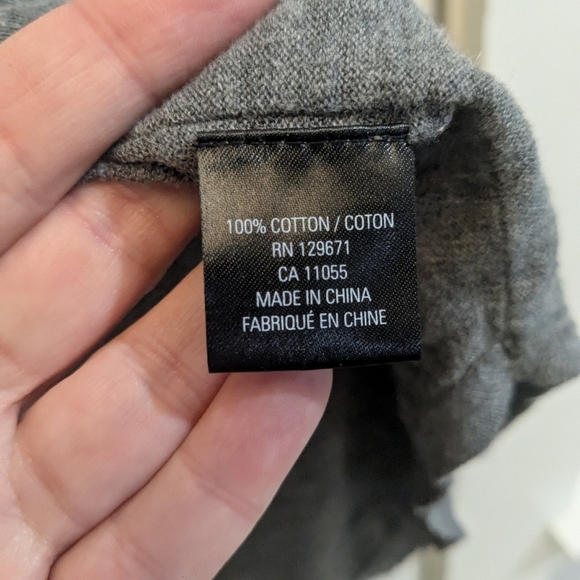 100% COTTON / COTON
RN 129671
CA 11055
MADE IN CHINA
FABRIQUÉ EN CHINE